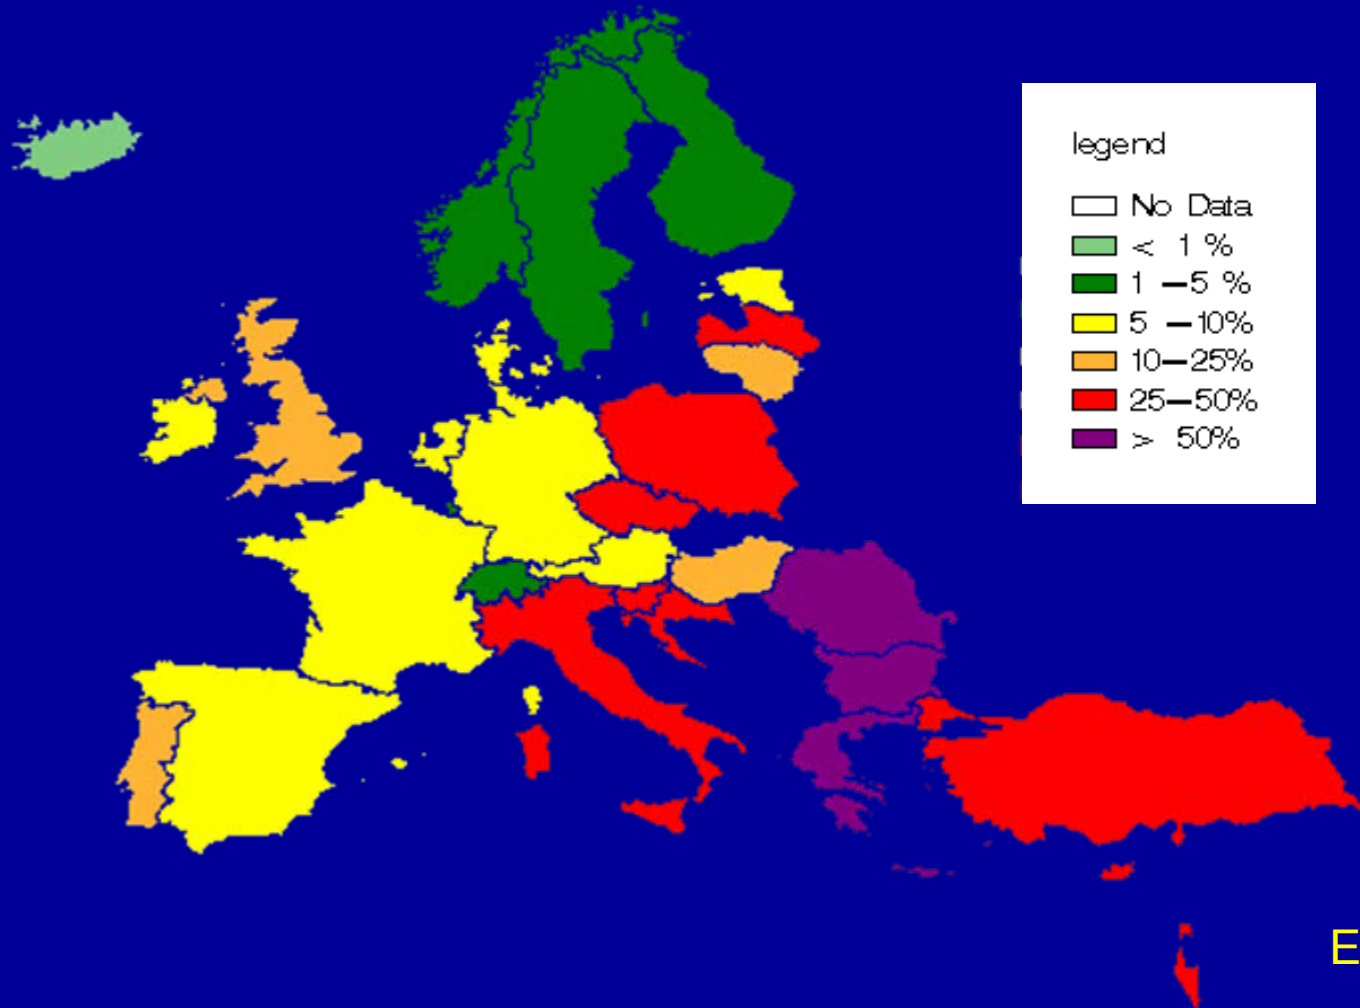 legend
No Data
< 1 %
1 –5 %
5 –10%
10–25%
25–50%
> 50%
E